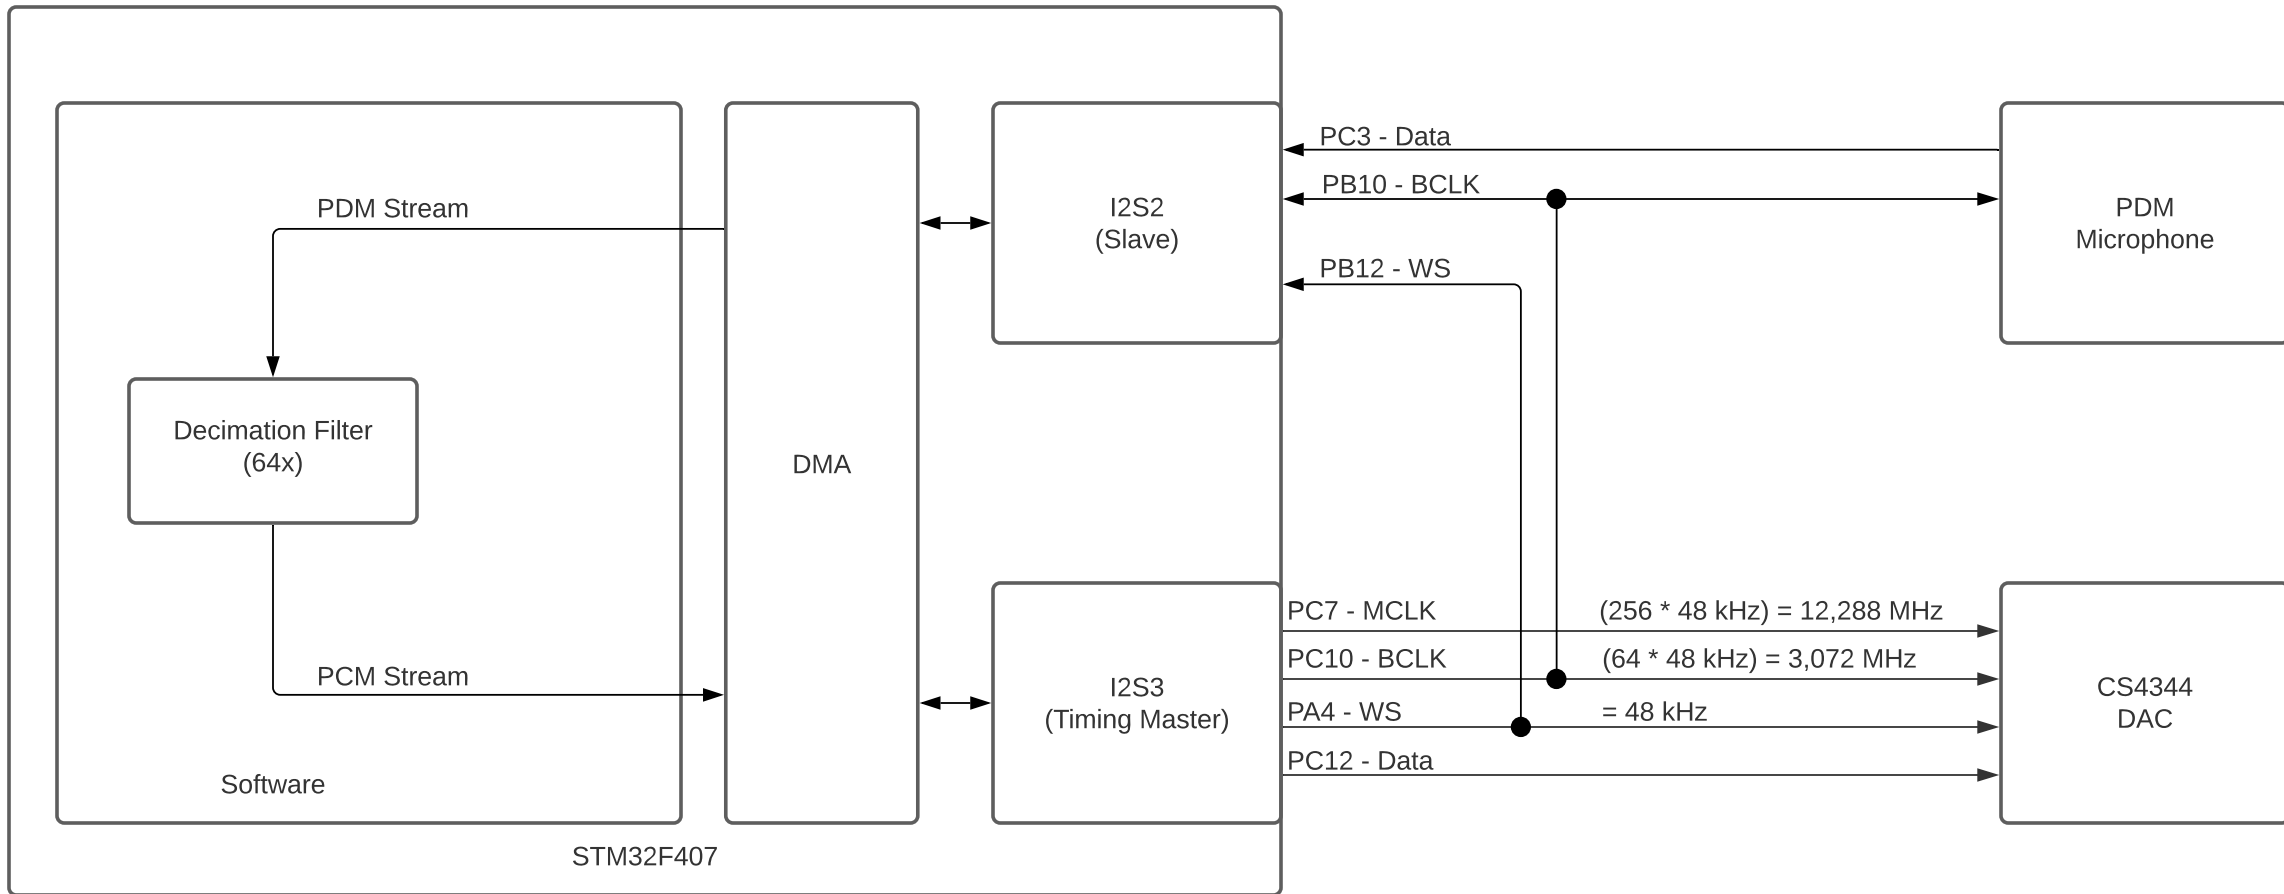 PC3 - Data
PB10 - BCLK
PB12 - WS
I2S2
(Slave)
PDM
Microphone
PDM Stream
Decimation Filter
(64x)
DMA
PCM Stream
Software
STM32F407
I2S3
(Timing Master)
PC7 - MCLK
(256 * 48 kHz) = 12,288 MHz
PC10 - BCLK
(64 * 48 kHz) = 3,072 MHz
PA4 - WS
= 48 kHz
PC12 - Data
CS4344
DAC